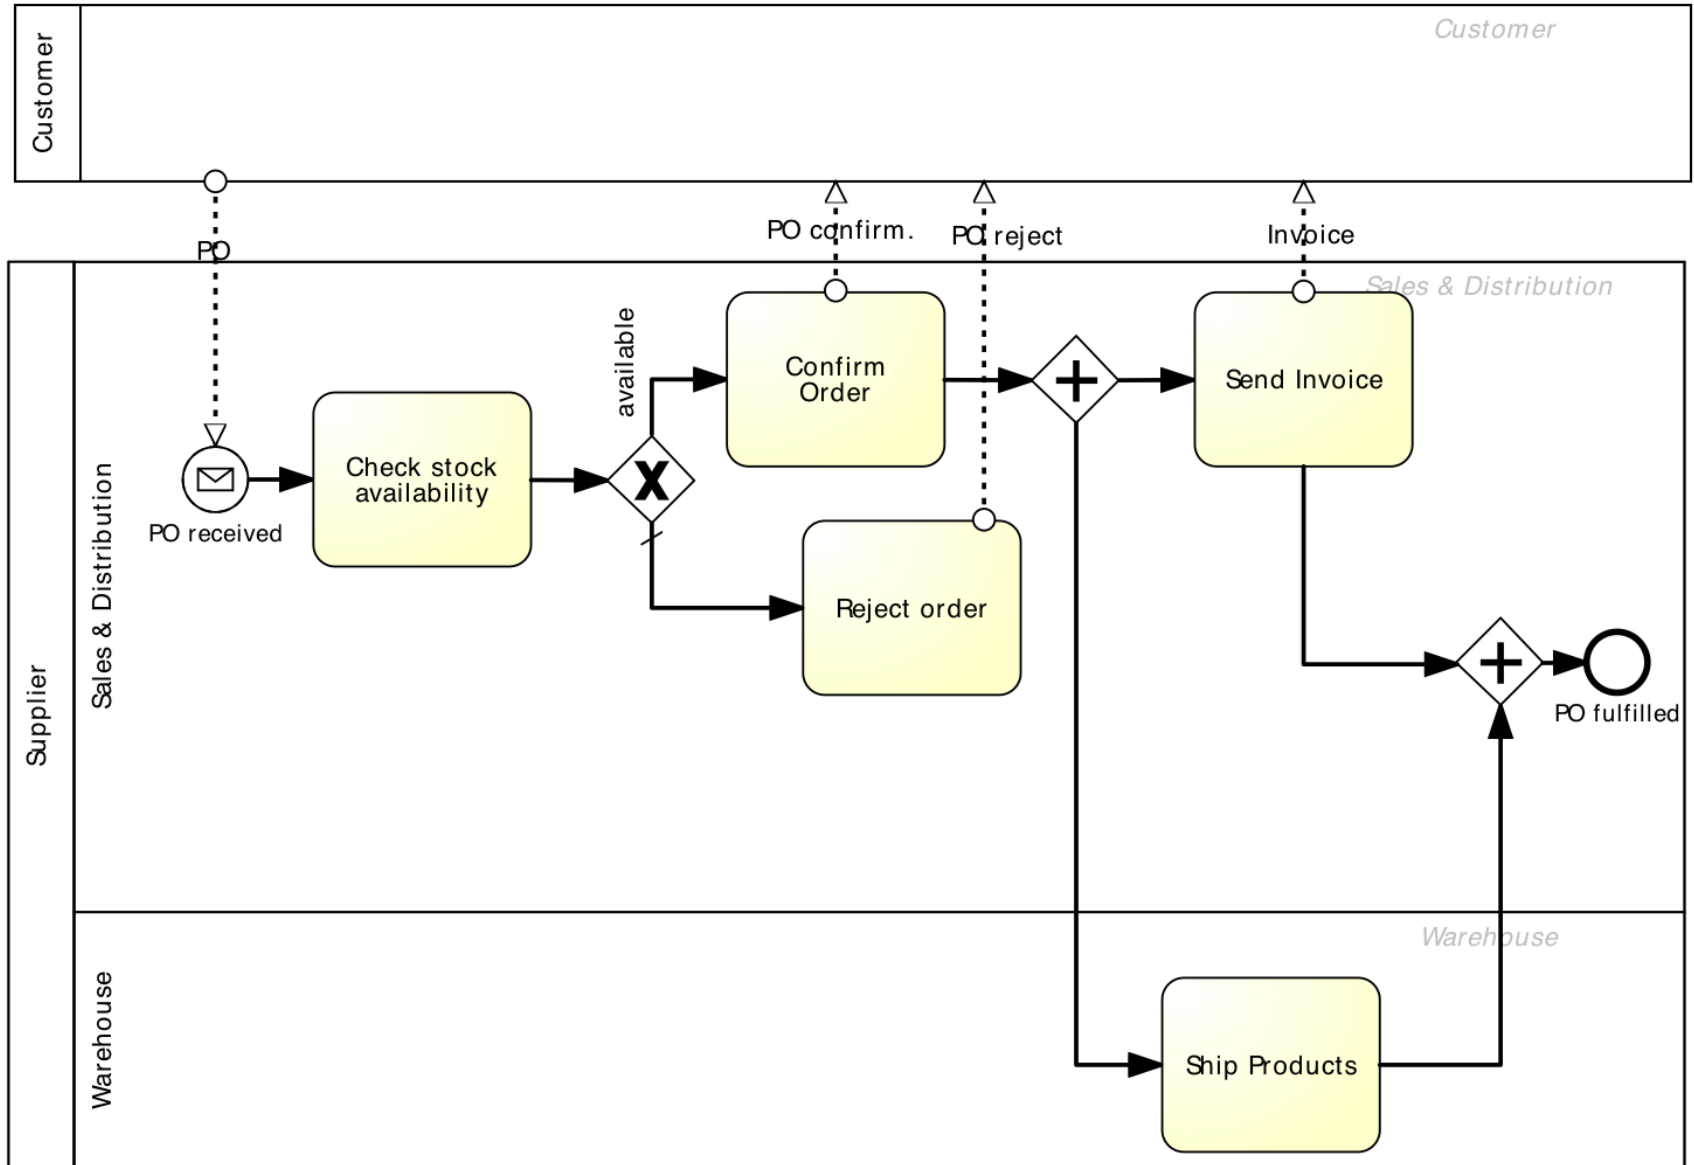 Customer
Customer
PO
PO confirm.
PO reject
Invoice
Supplier
Sales & Distribution
Sales & Distribution
PO received
Check stock
availability
available
Confirm
Order
Reject order
Send Invoice
PO fulfilled
Warehouse
Warehouse
Ship Products